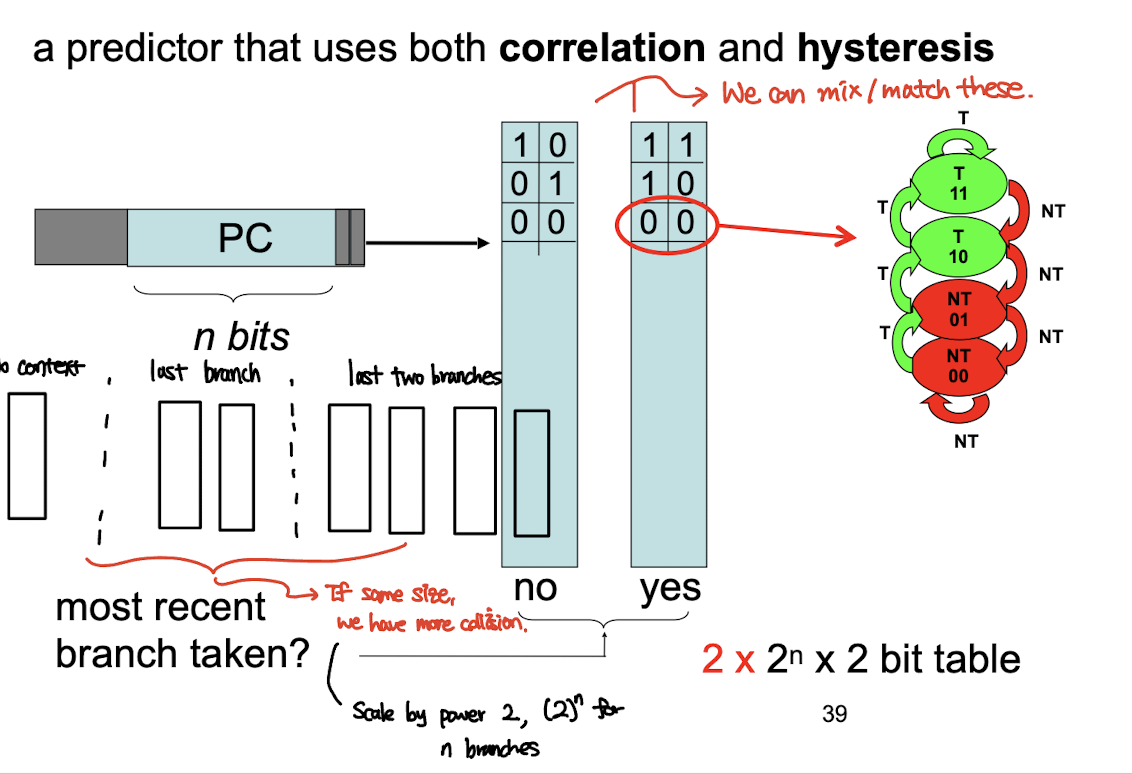 a predictor that uses both correlation and hysteresis
We can mix/match these.
1 0
0 1
0 0
1 1
1 0
0 0
PC
n bits
T
T
11
NT
T
T
10
NT
T
NT
01
NT
T
NT
00
NT
context
last branch
last two branches
no
yes
most recent
branch taken?
If same size,
we have more collision.
2 x 2ⁿ x 2 bit table
Scale by power 2, (2)ⁿ for
n branches
39